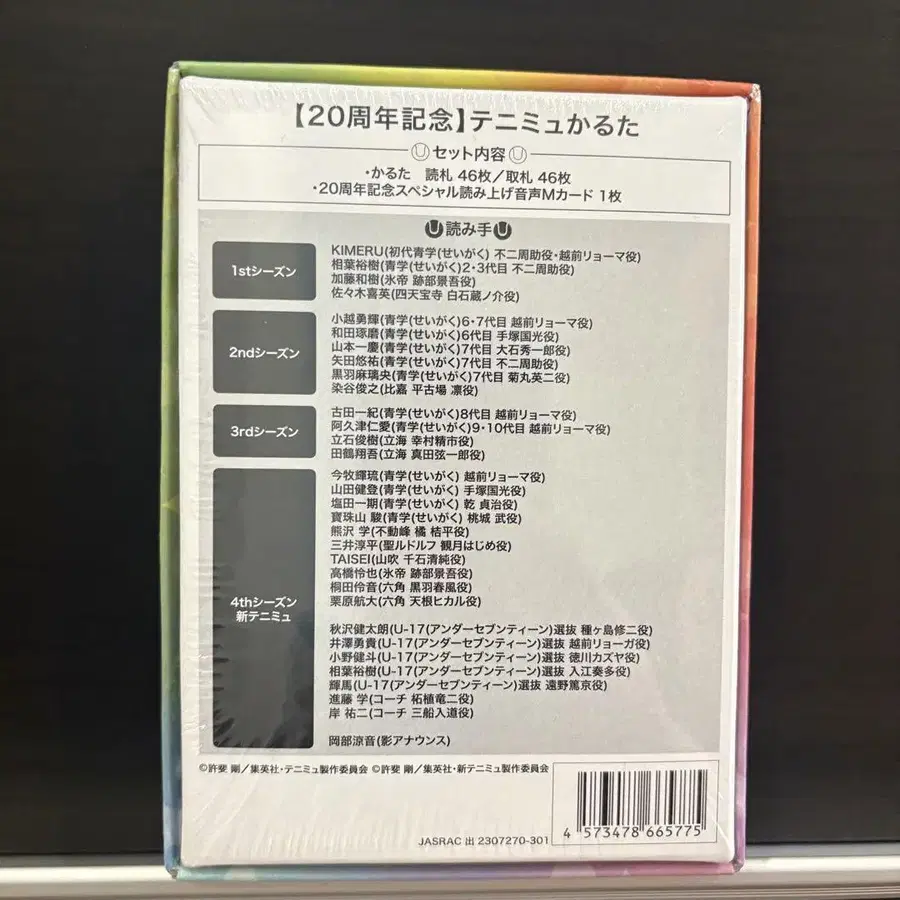 【20周年記念】テニミュかるた
セット内容
・かるた 読札 46枚／取札 46枚
・20周年記念スペシャル読み上げ音声Mカード 1枚
読み手
1stシーズン
KIMERU(初代青学(せいがく) 不二周助役・越前リョーマ役)
相葉裕樹(青学(せいがく)2・3代目 不二周助役)
加藤和樹(氷帝 跡部景吾役)
佐々木喜英(四天宝寺 白石蔵ノ介役)
2ndシーズン
小越勇輝(青学(せいがく)6・7代目 越前リョーマ役)
和田琢磨(青学(せいがく)6代目 手塚国光役)
山本一慶(青学(せいがく)7代目 大石秀一郎役)
矢田悠祐(青学(せいがく)7代目 不二周助役)
黒羽麻璃央(青学(せいがく)7代目 菊丸英二役)
染谷俊之(比嘉 平古場 凛役)
3rdシーズン
古田一紀(青学(せいがく)8代目 越前リョーマ役)
阿久津仁愛(青学(せいがく)9・10代目 越前リョーマ役)
立石俊樹(立海 幸村精市役)
田鶴翔吾(立海 真田弦一郎役)
4thシーズン
新テニミュ
今牧輝琉(青学(せいがく) 越前リョーマ役)
山田健登(青学(せいがく) 手塚国光役)
塩田一期(青学(せいがく) 乾 貞治役)
寶珠山 駿(青学(せいがく) 桃城 武役)
熊沢 学(不動峰 橘 桔平役)
三井淳平(聖ルドルフ 観月はじめ役)
TAISEI(山吹 千石清純役)
高橋怜也(氷帝 跡部景吾役)
桐田伶音(六角 黒羽春風役)
栗原航大(六角 天根ヒカル役)
秋沢健太朗(U-17(アンダーセブンティーン)選抜 種ヶ島修二役)
井澤勇貴(U-17(アンダーセブンティーン)選抜 越前リョーガ役)
小野健斗(U-17(アンダーセブンティーン)選抜 徳川カズヤ役)
相葉裕樹(U-17(アンダーセブンティーン)選抜 入江奏多役)
輝馬(U-17(アンダーセブンティーン)選抜 遠野篤京役)
進藤 学(コーチ 柘植竜二役)
岸 祐二(コーチ 三船入道役)
岡部涼音(影アナウンス)
©許斐 剛／集英社・テニミュ製作委員会 ©許斐 剛／集英社・新テニミュ製作委員会
JASRAC 出 2307270-301
4 573478 665775